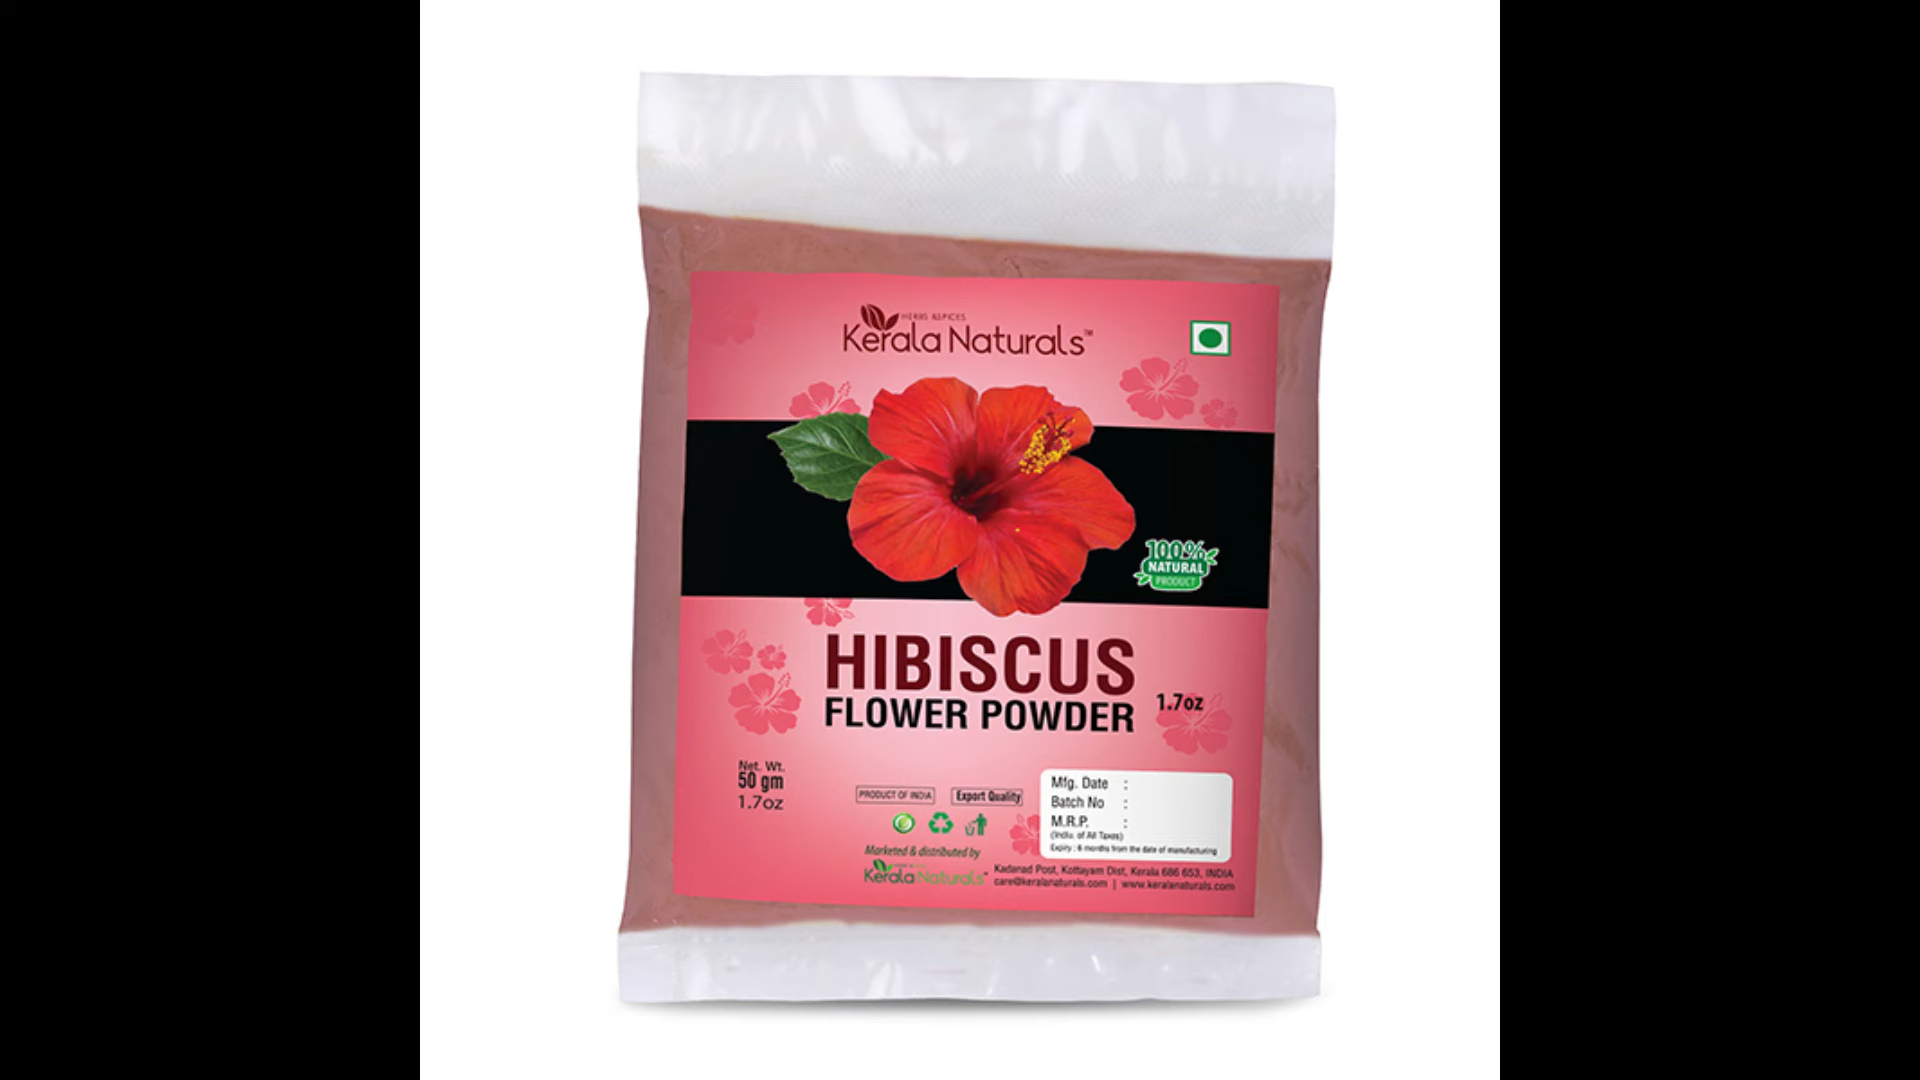 HERBS &SPICES
Kerala Naturals™
100%
NATURAL
PRODUCT
HIBISCUS
FLOWER POWDER
1.7oz
Net. Wt.
50 gm
1.7oz
PRODUCT OF INDIA
Export Quality
Mfg. Date :
Batch No :
M.R.P. :
(Inclu. of All Taxes)
Expiry : 6 months from the date of manufacturing
Marketed & distributed by
Kerala Naturals™
Kadanad Post, Kottayam Dist, Kerala 686 653, INDIA
care@keralanaturals.com | www.keralanaturals.com